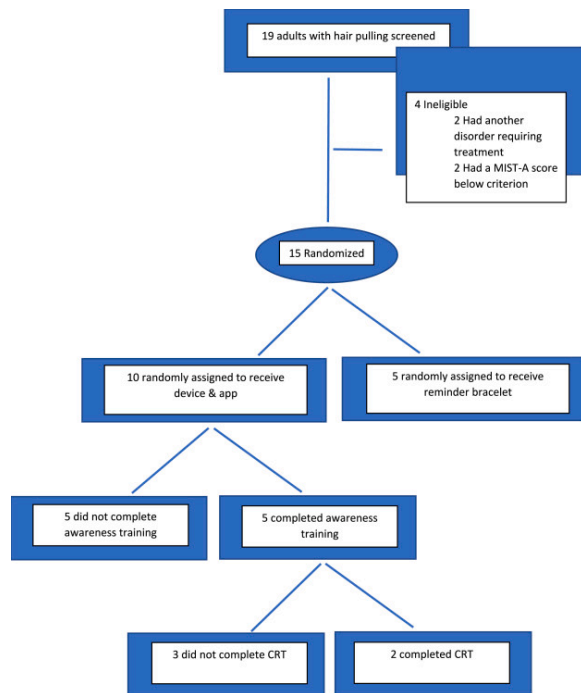 19 adults with hair pulling screened
4 Ineligible
2 Had another
disorder requiring
treatment
2 Had a MIST-A score
below criterion
15 Randomized
10 randomly assigned to receive
device & app
5 randomly assigned to receive
reminder bracelet
5 did not complete
awareness training
5 completed awareness
training
3 did not complete CRT
2 completed CRT